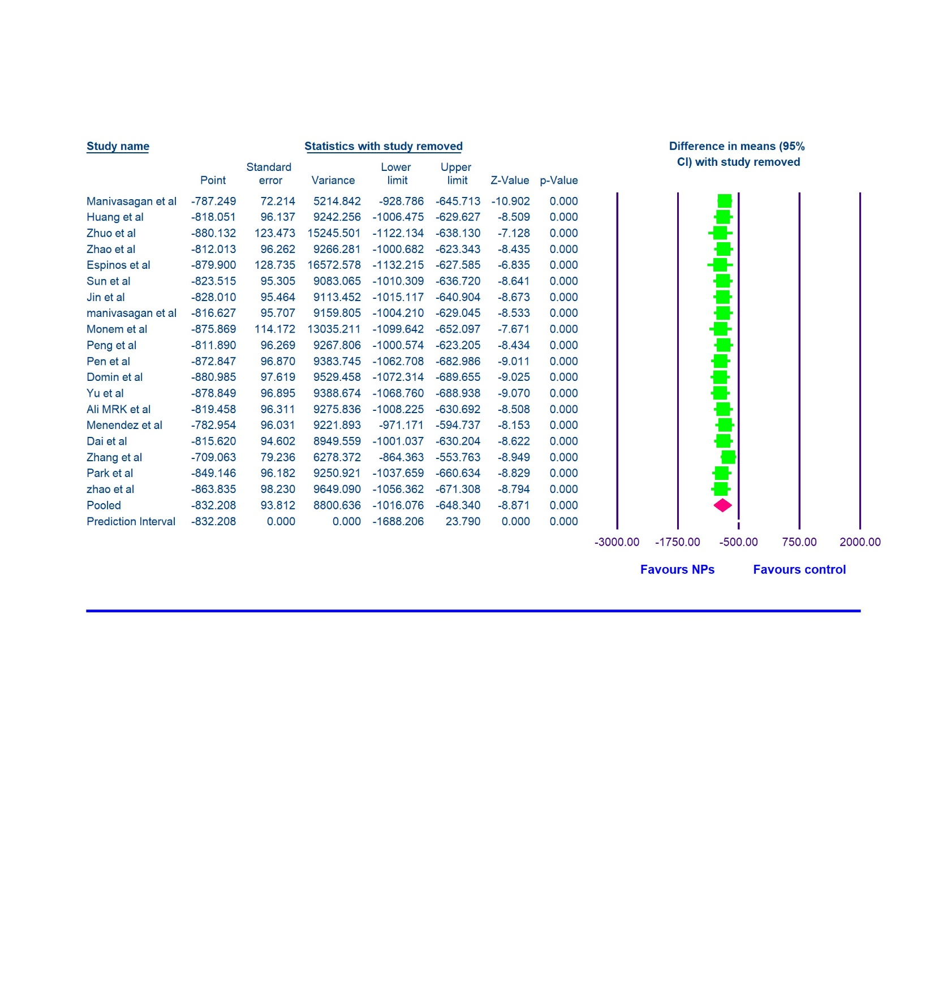 Study name Statistics with study removed Difference in means (95%
CI) with study removed
Standard Lower Upper
Point error Variance limit limit Z-Value p-Value
Manivasagan et al -787.249 72.214 5214.842 -928.786 -645.713 -10.902 0.000
Huang et al -818.051 96.137 9242.256 -1006.475 -629.627 -8.509 0.000
Zhuo et al -880.132 123.473 15245.501 -1122.134 -638.130 -7.128 0.000
Zhao et al -812.013 96.262 9266.281 -1000.682 -623.343 -8.435 0.000
Espinos et al -879.900 128.735 16572.578 -1132.215 -627.585 -6.835 0.000
Sun et al -823.515 95.305 9083.065 -1010.309 -636.720 -8.641 0.000
Jin et al -828.010 95.464 9113.452 -1015.117 -640.904 -8.673 0.000
manivasagan et al -816.627 95.707 9159.805 -1004.210 -629.045 -8.533 0.000
Monem et al -875.869 114.172 13035.211 -1099.642 -652.097 -7.671 0.000
Peng et al -811.890 96.269 9267.806 -1000.574 -623.205 -8.434 0.000
Pen et al -872.847 96.870 9383.745 -1062.708 -682.986 -9.011 0.000
Domin et al -880.985 97.619 9529.458 -1072.314 -689.655 -9.025 0.000
Yu et al -878.849 96.895 9388.674 -1068.760 -688.938 -9.070 0.000
Ali MRK et al -819.458 96.311 9275.836 -1008.225 -630.692 -8.508 0.000
Menendez et al -782.954 96.031 9221.893 -971.171 -594.737 -8.153 0.000
Dai et al -815.620 94.602 8949.559 -1001.037 -630.204 -8.622 0.000
Zhang et al -709.063 79.236 6278.372 -864.363 -553.763 -8.949 0.000
Park et al -849.146 96.182 9250.921 -1037.659 -660.634 -8.829 0.000
zhao et al -863.835 98.230 9649.090 -1056.362 -671.308 -8.794 0.000
Pooled -832.208 93.812 8800.636 -1016.076 -648.340 -8.871 0.000
Prediction Interval -832.208 0.000 0.000 -1688.206 23.790 0.000 0.000
-3000.00 -1750.00 -500.00 750.00 2000.00
Favours NPs Favours control